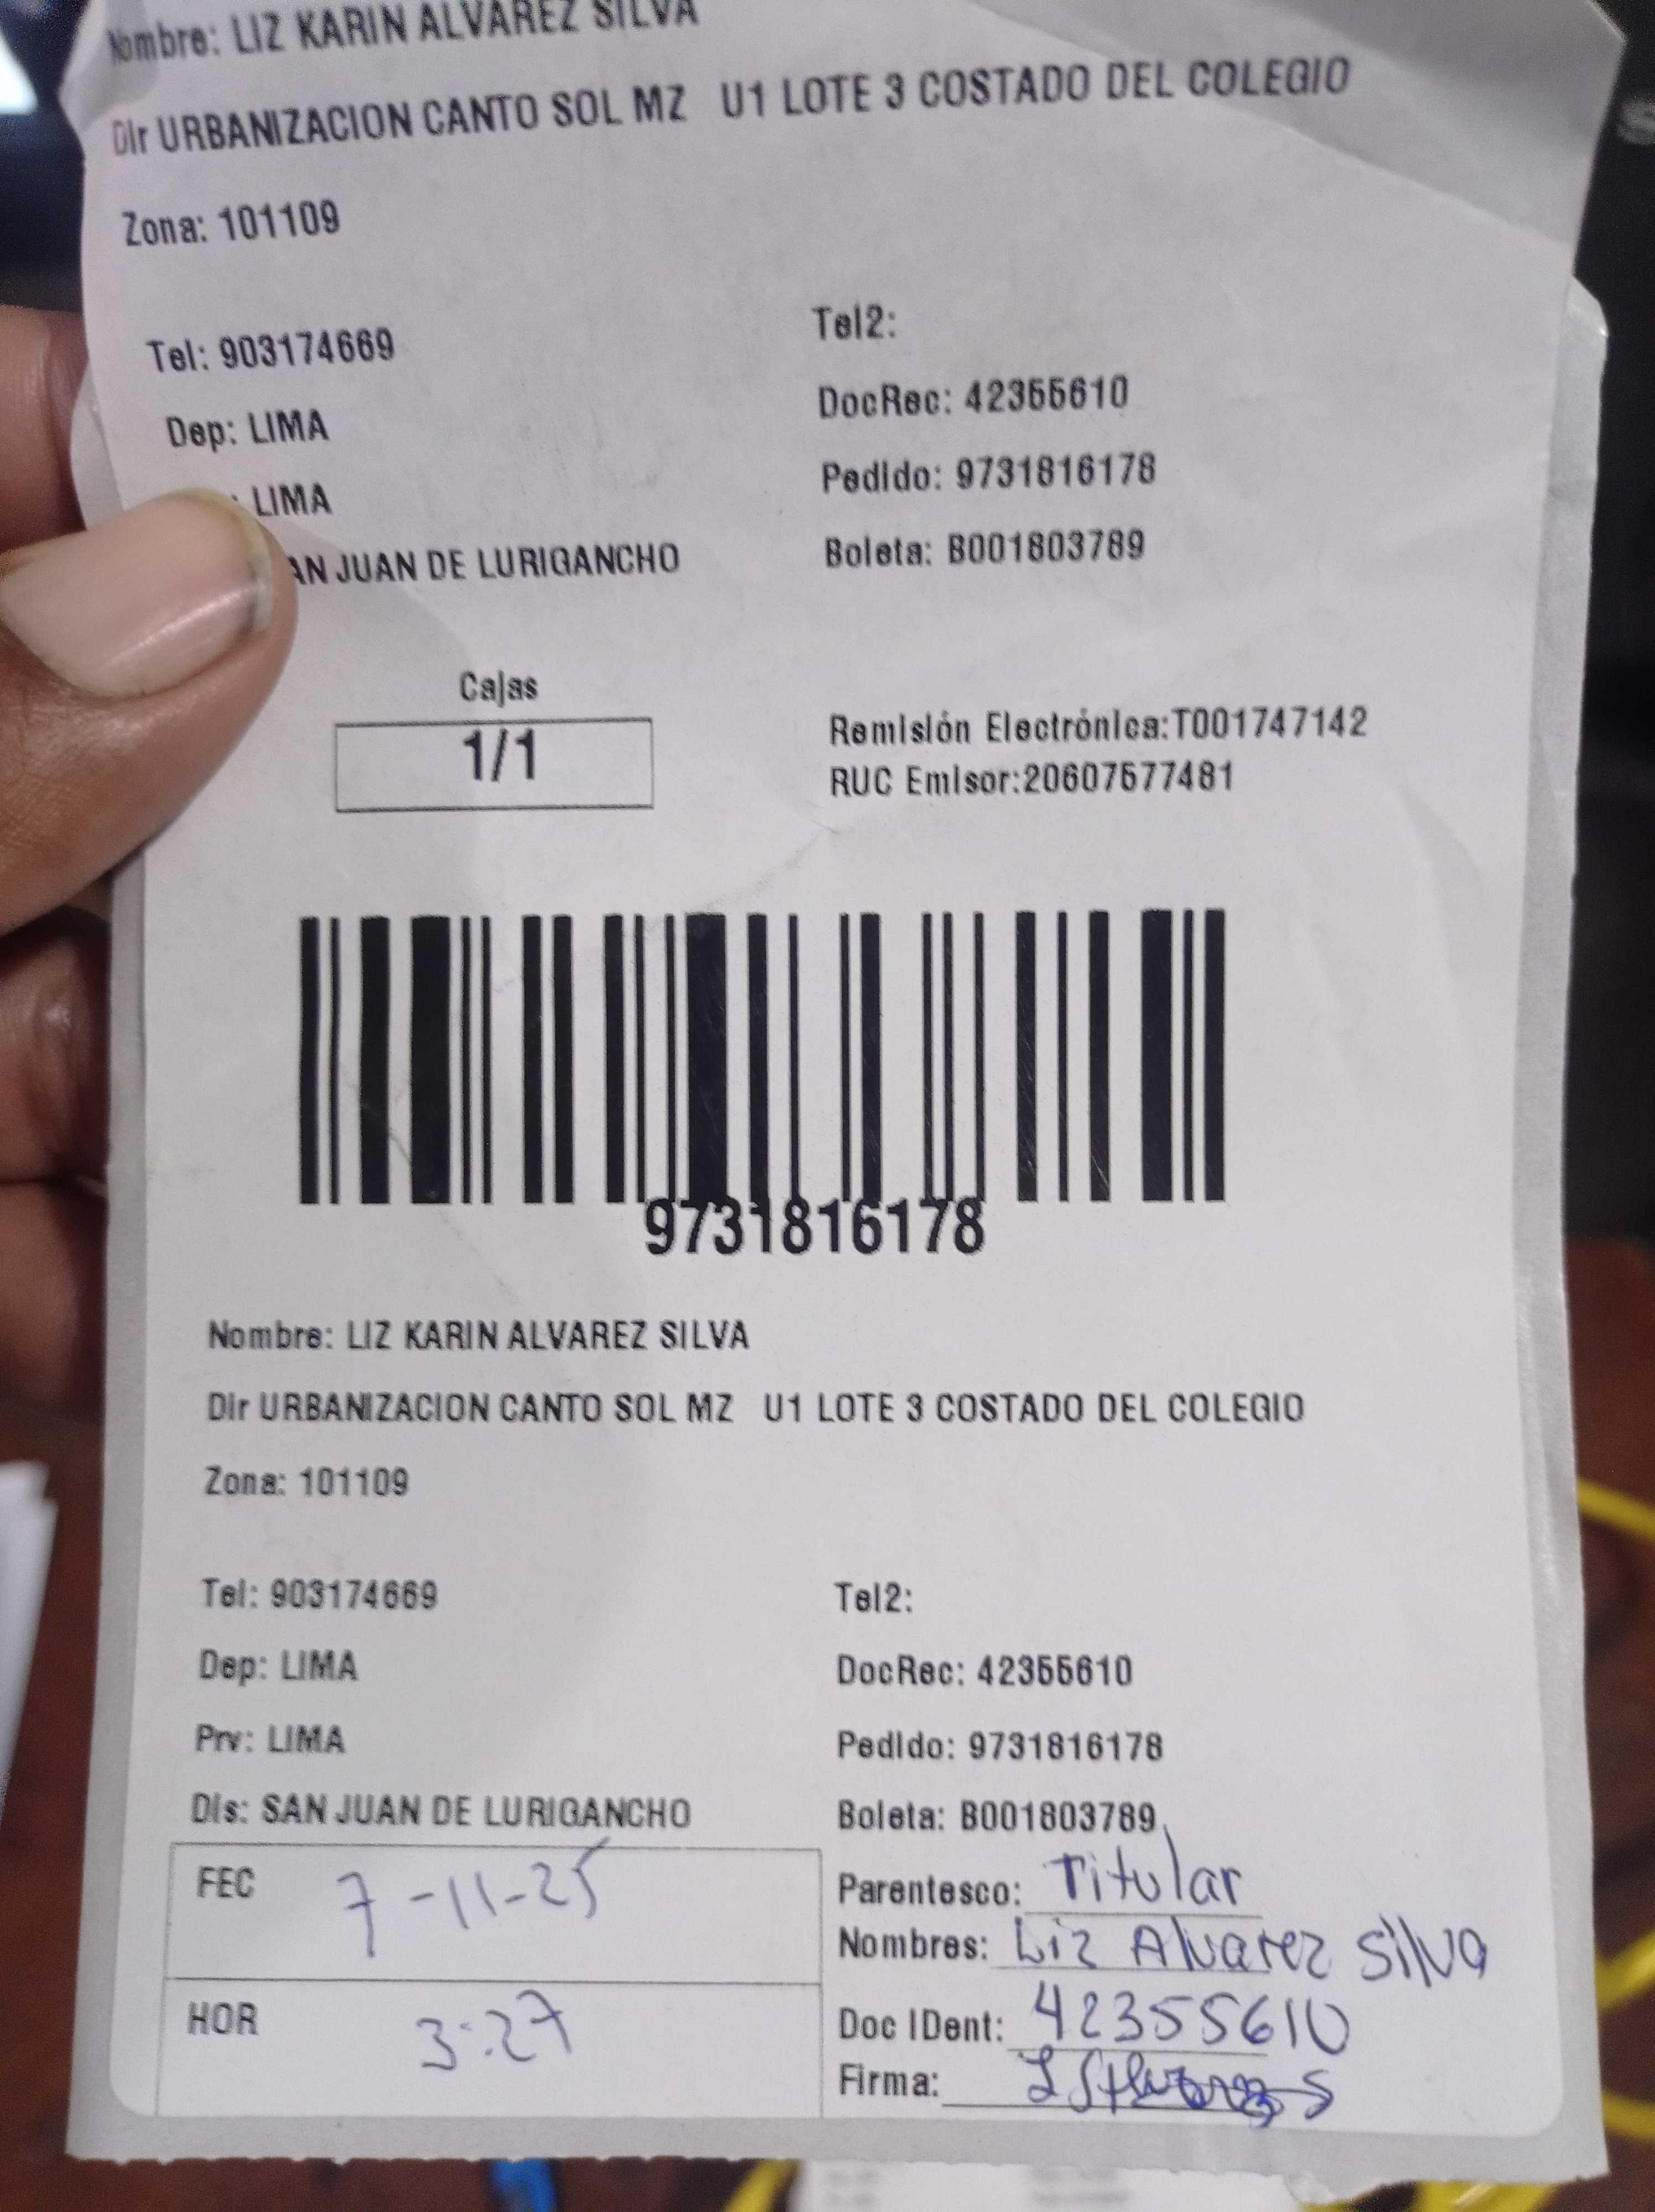 Nombre: LIZ KARIN ALVAREZ SILVA
Dir URBANIZACION CANTO SOL MZ U1 LOTE 3 COSTADO DEL COLEGIO
Zona: 101109
Tel: 903174669 Tel2:
Dep: LIMA DocRec: 42355610
: LIMA Pedido: 9731816178
AN JUAN DE LURIGANCHO Boleta: B001803789
Cajas
1/1
Remisión Electrónica:T001747142
RUC Emisor:20607577481
9731816178
Nombre: LIZ KARIN ALVAREZ SILVA
Dir URBANIZACION CANTO SOL MZ U1 LOTE 3 COSTADO DEL COLEGIO
Zona: 101109
Tel: 903174669 Tel2:
Dep: LIMA DocRec: 42355610
Prv: LIMA Pedido: 9731816178
Dis: SAN JUAN DE LURIGANCHO Boleta: B001803789
FEC 7-11-25 Parentesco: Titular
Nombres: Liz Alvarez Silva
HOR 3:27 Doc IDent: 42355610
Firma: